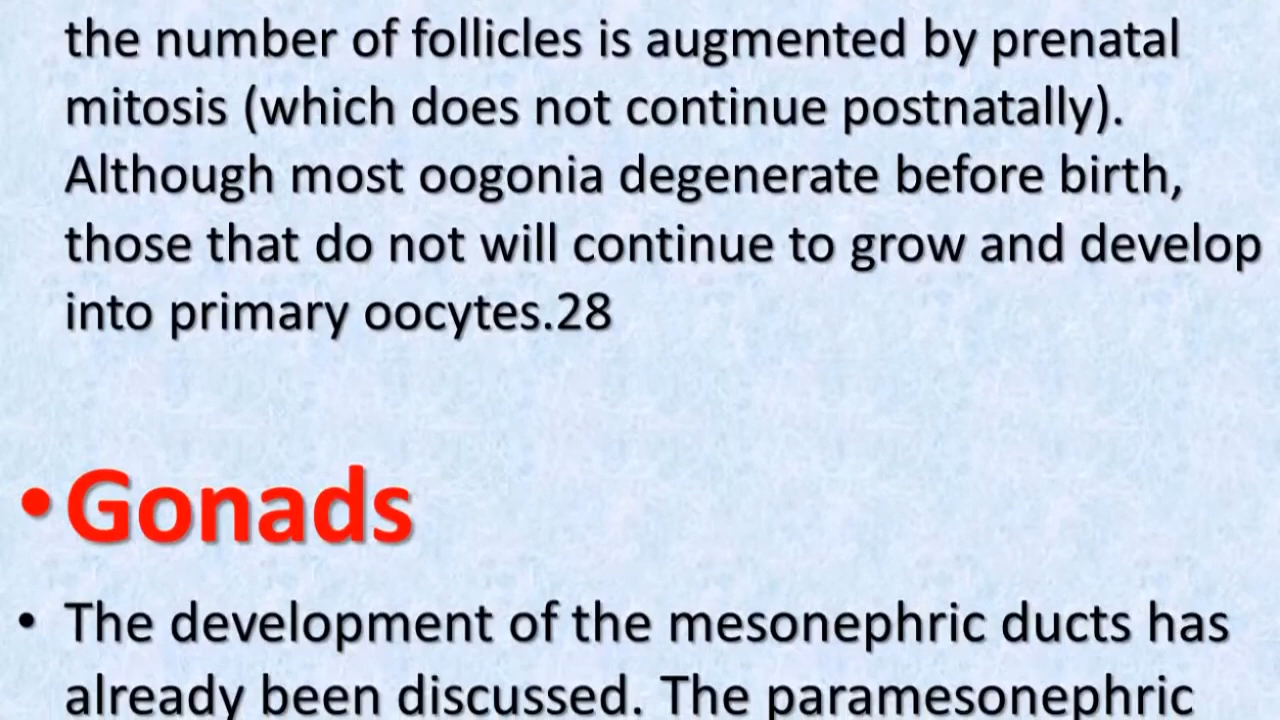 the number of follicles is augmented by prenatal
mitosis (which does not continue postnatally).
Although most oogonia degenerate before birth,
those that do not will continue to grow and develop
into primary oocytes.28
•Gonads
• The development of the mesonephric ducts has
already been discussed. The paramesonephric